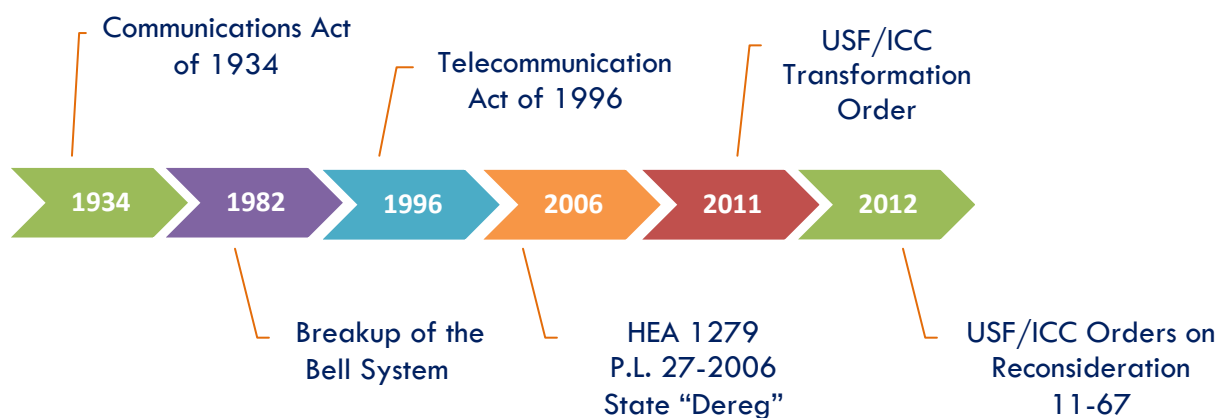 Communications Act
of 1934
Telecommunication
Act of 1996
USF/ICC
Transformation
Order
1934
1982
1996
2006
2011
2012
Breakup of the
Bell System
HEA 1279
P.L. 27-2006
State “Dereg”
USF/ICC Orders on
Reconsideration
11-67